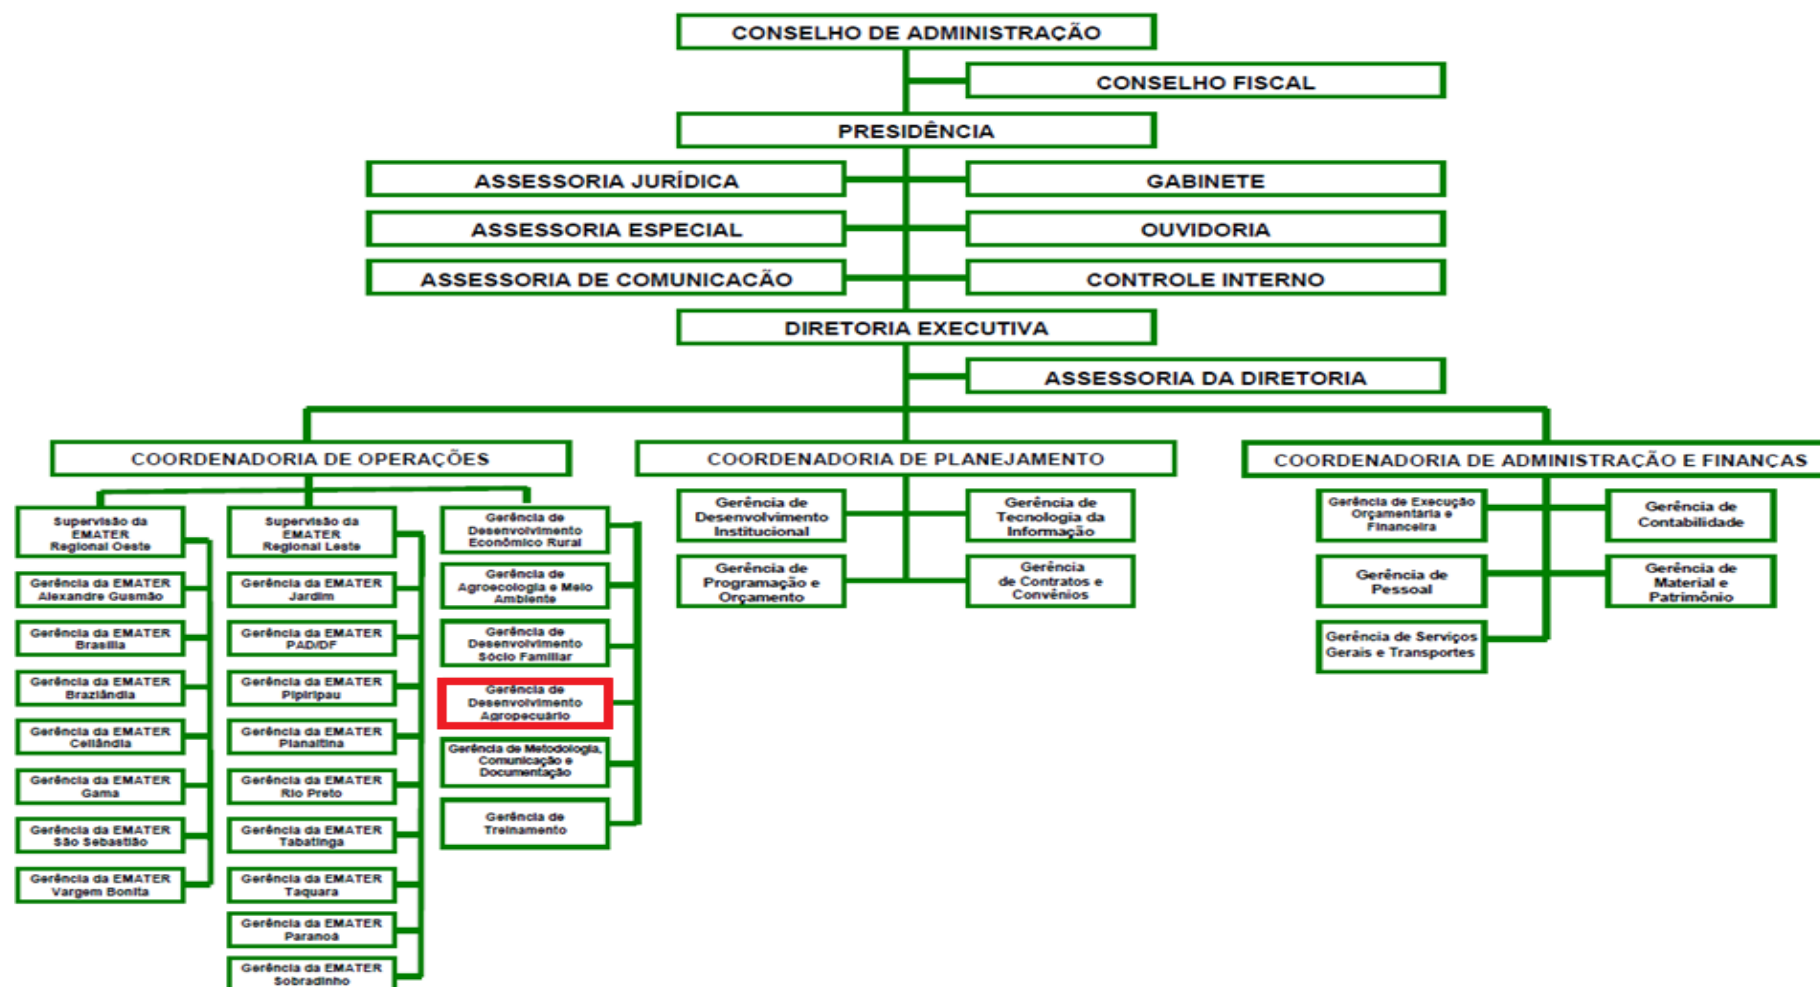 CONSELHO DE ADMINISTRAÇÃO
CONSELHO FISCAL
PRESIDÊNCIA
ASSESSORIA JURÍDICA
GABINETE
ASSESSORIA ESPECIAL
OUVIDORIA
ASSESSORIA DE COMUNICACÃO
CONTROLE INTERNO
DIRETORIA EXECUTIVA
ASSESSORIA DA DIRETORIA
COORDENADORIA DE OPERAÇÕES
COORDENADORIA DE PLANEJAMENTO
COORDENADORIA DE ADMINISTRAÇÃO E FINANÇAS
Supervisão da
EMATER
Regional Oeste
Gerência da EMATER
Alexandre Gusmão
Gerência da EMATER
Brasília
Gerência da EMATER
Brazlândia
Gerência da EMATER
Ceilândia
Gerência da EMATER
Gama
Gerência da EMATER
São Sebastião
Gerência da EMATER
Vargem Bonita
Supervisão da
EMATER
Regional Leste
Gerência da EMATER
Jardim
Gerência da EMATER
PAD/DF
Gerência da EMATER
Pipiripau
Gerência da EMATER
Planaltina
Gerência da EMATER
Rio Preto
Gerência da EMATER
Tabatinga
Gerência da EMATER
Taquara
Gerência da EMATER
Paranoá
Gerência da EMATER
Sobradinho
Gerência de
Desenvolvimento
Econômico Rural
Gerência de
Agroecologia e Meio
Ambiente
Gerência de
Desenvolvimento
Sócio Familiar
Gerência de
Desenvolvimento
Agropecuário
Gerência de Metodologia,
Comunicação e
Documentação
Gerência de
Treinamento
Gerência de
Desenvolvimento
Institucional
Gerência de
Tecnologia da
Informação
Gerência de
Programação e
Orçamento
Gerência
de Contratos e
Convênios
Gerência de Execução
Orçamentária e
Financeira
Gerência de
Contabilidade
Gerência de
Pessoal
Gerência de
Material e
Patrimônio
Gerência de Serviços
Gerais e Transportes